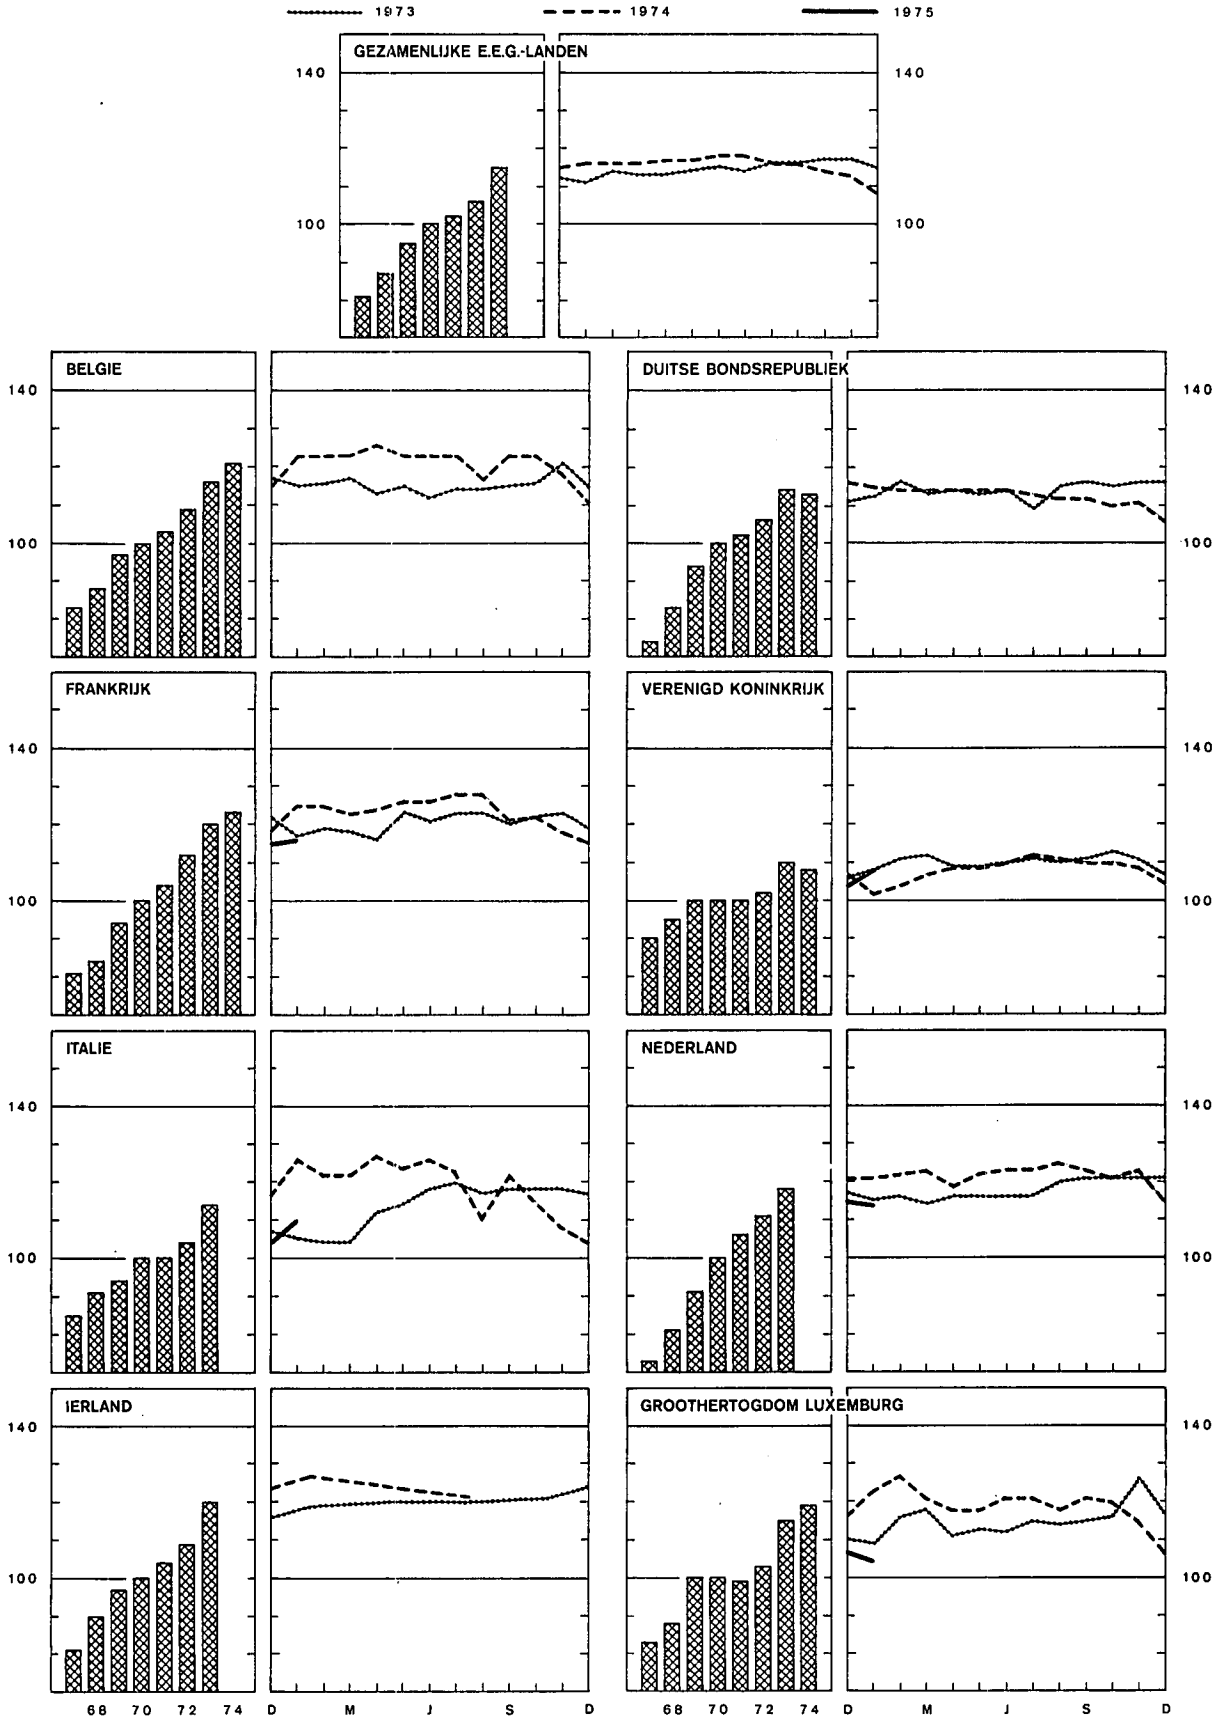 1973 1974 1975
GEZAMENLIJKE E.E.G.-LANDEN
140 140
100 100
BELGIE DUITSE BONDSREPUBLIEK
140 140
100 100
FRANKRIJK VERENIGD KONINKRIJK
140 140
100 100
ITALIE NEDERLAND
140 140
100 100
IERLAND GROOTHERTOGDOM LUXEMBURG
140 140
100 100
68 70 72 74 D M J S D 68 70 72 74 D M J S D